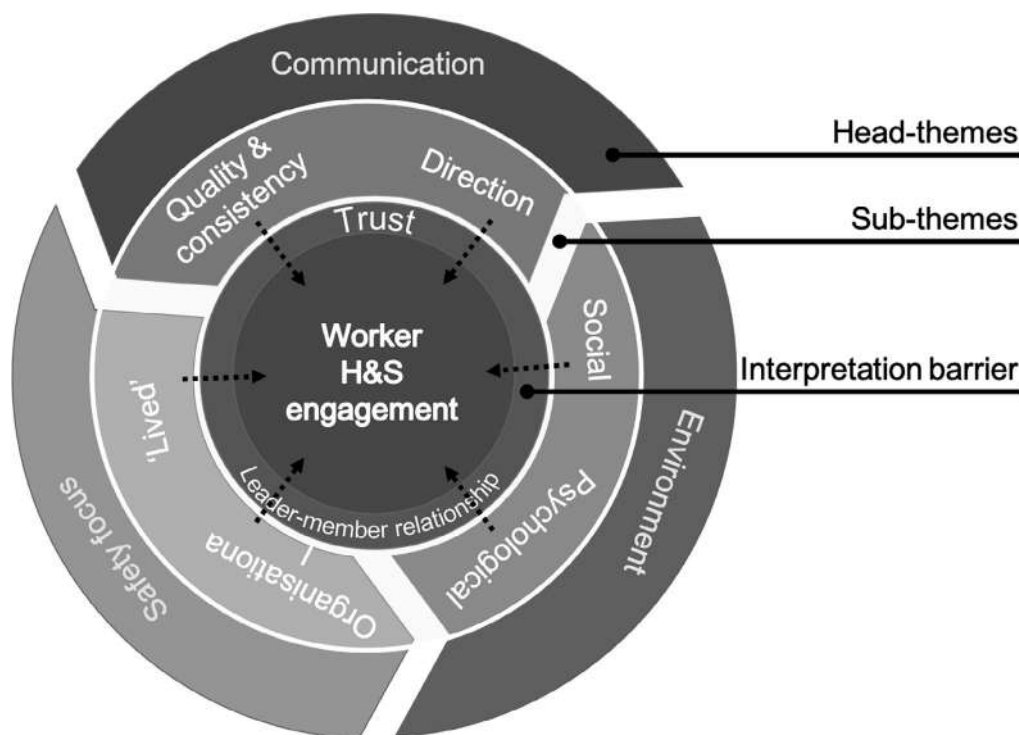 Communication
Head-themes
Quality &
consistency
Direction
Trust
Sub-themes
Social
Worker
H&S
engagement
Interpretation barrier
'Lived'
Environment
Leader-member relationship
Psychological
Organisationa
l
Safety focus